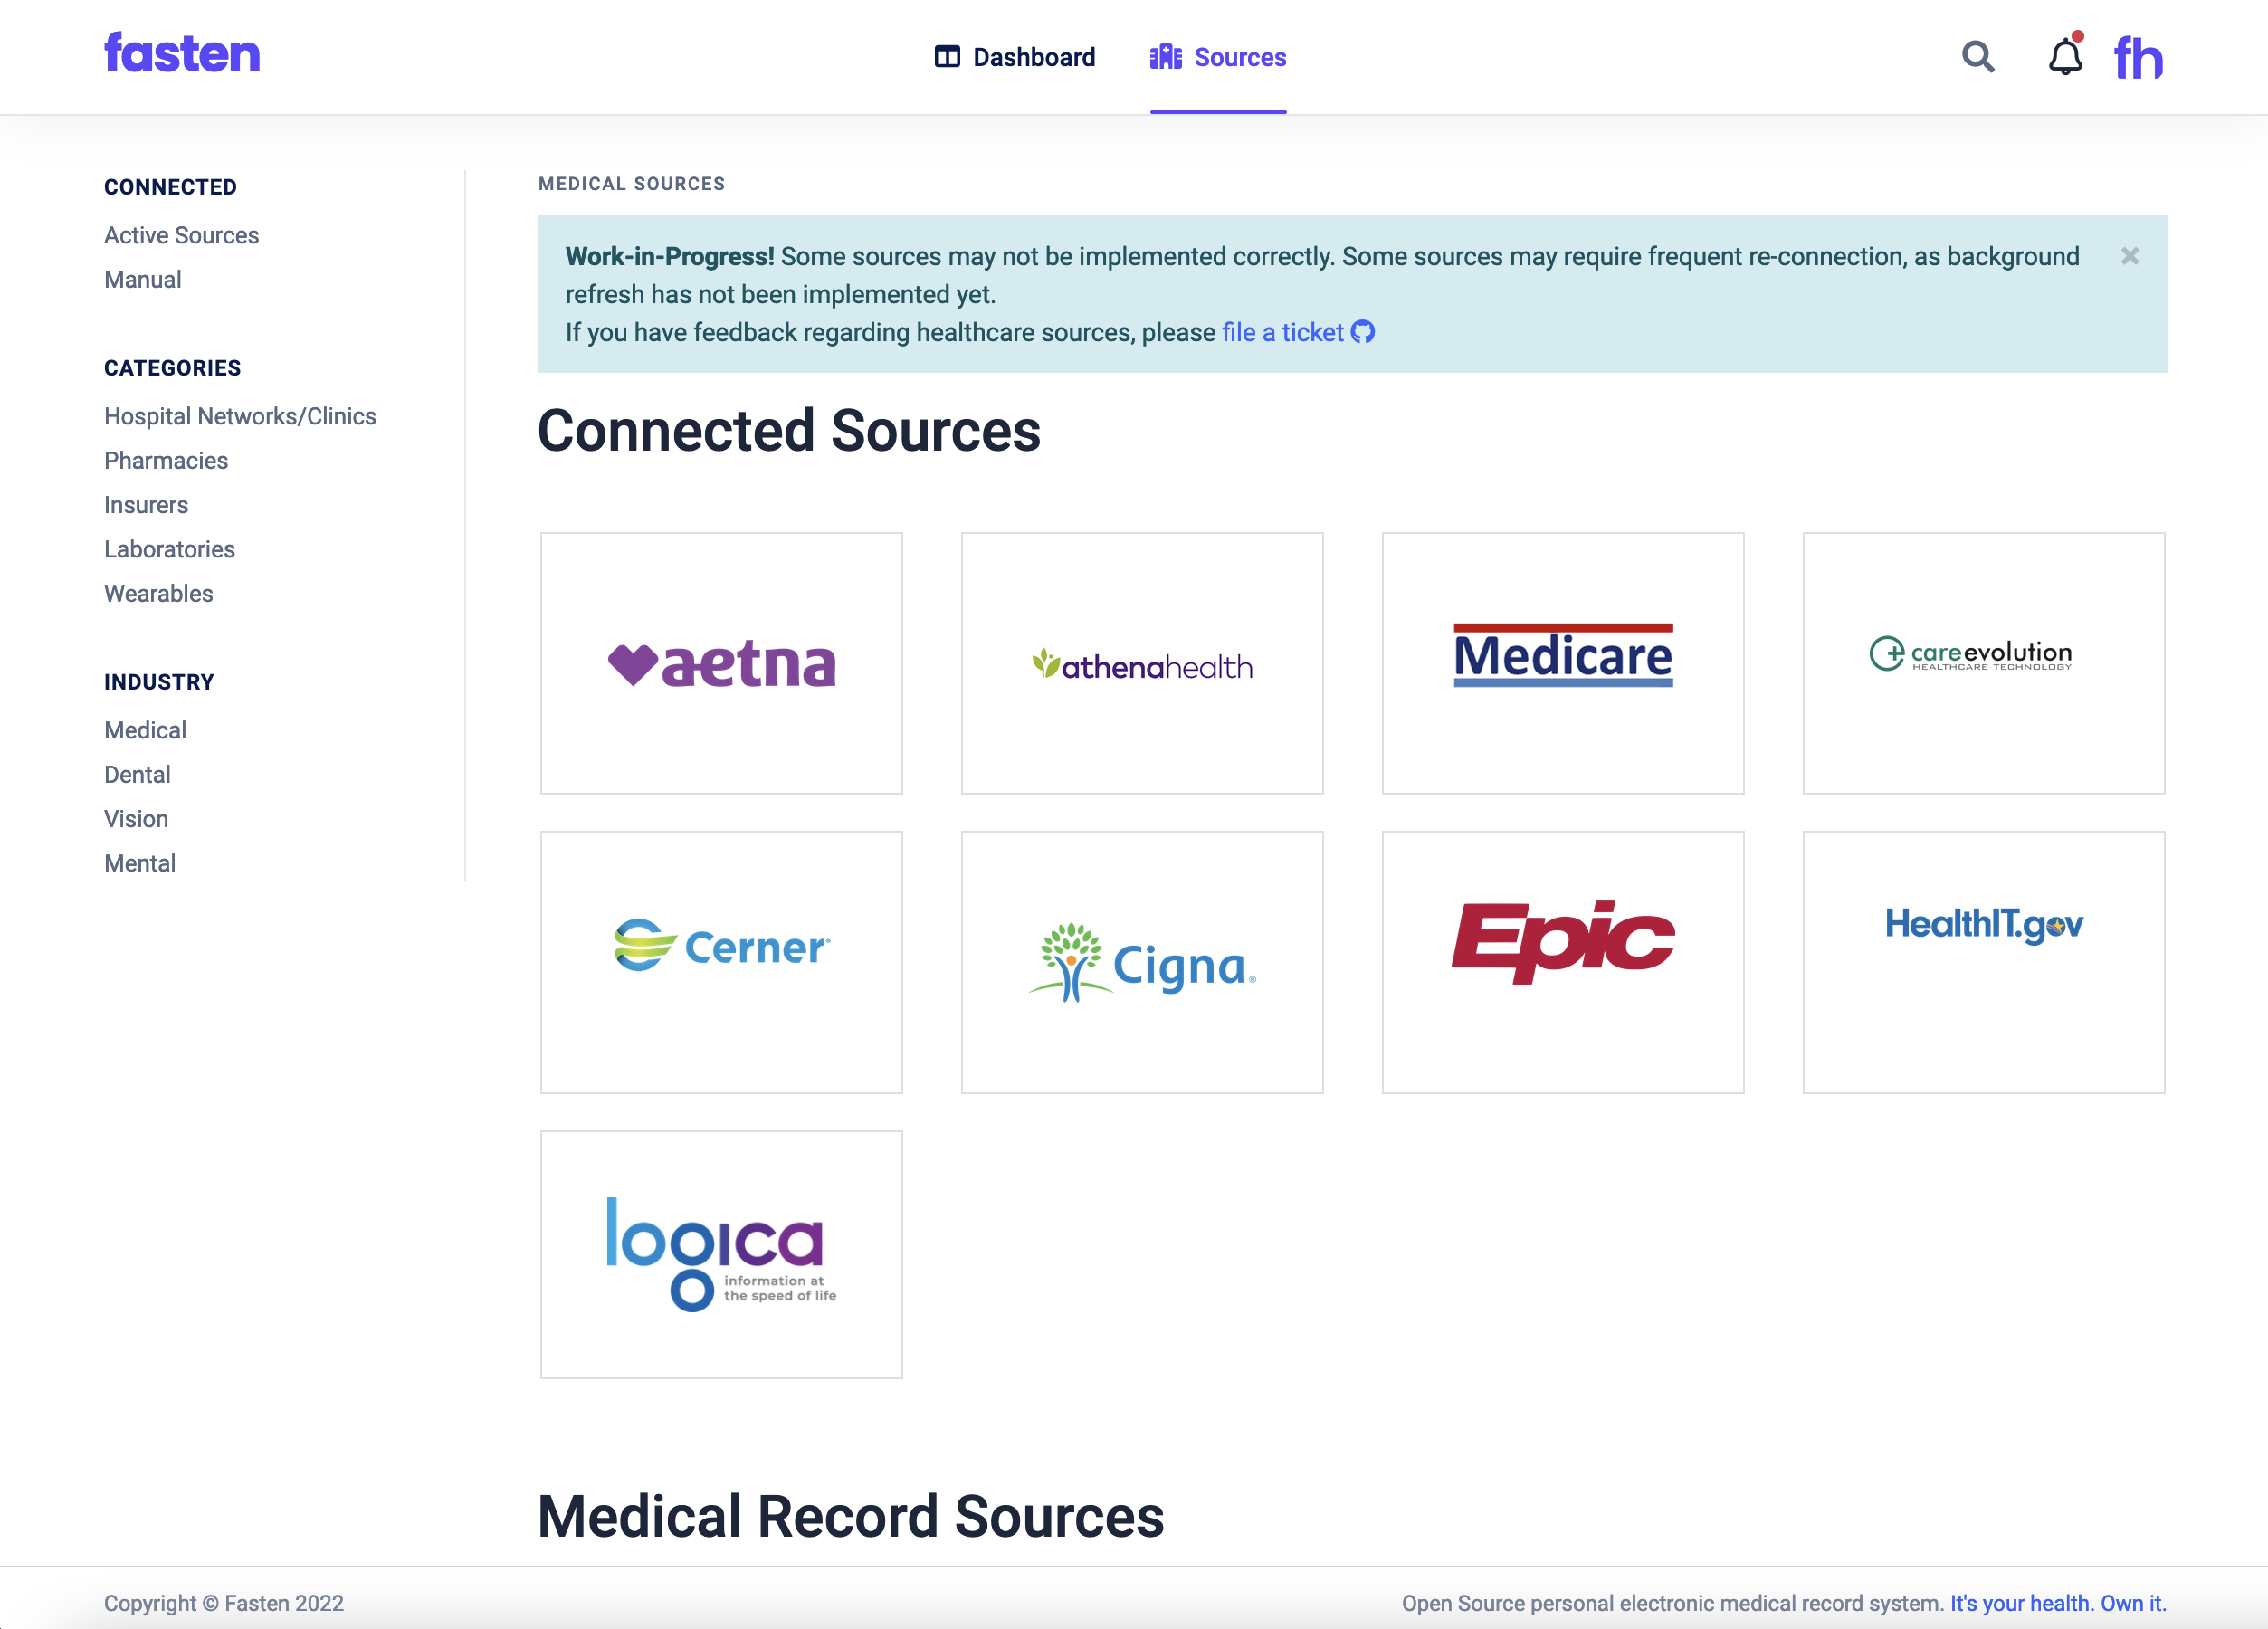 fasten
Dashboard
Sources
fh
CONNECTED
Active Sources
Manual
CATEGORIES
Hospital Networks/Clinics
Pharmacies
Insurers
Laboratories
Wearables
INDUSTRY
Medical
Dental
Vision
Mental
MEDICAL SOURCES
Work-in-Progress! Some sources may not be implemented correctly. Some sources may require frequent re-connection, as background
refresh has not been implemented yet.
If you have feedback regarding healthcare sources, please file a ticket
Connected Sources
aetna
athenahealth
Medicare
careevolution
HEALTHCARE TECHNOLOGY
Cerner
Cigna®
Epic
HealthIT.gov
logica
information at
the speed of life
Medical Record Sources
Copyright © Fasten 2022
Open Source personal electronic medical record system. It's your health. Own it.